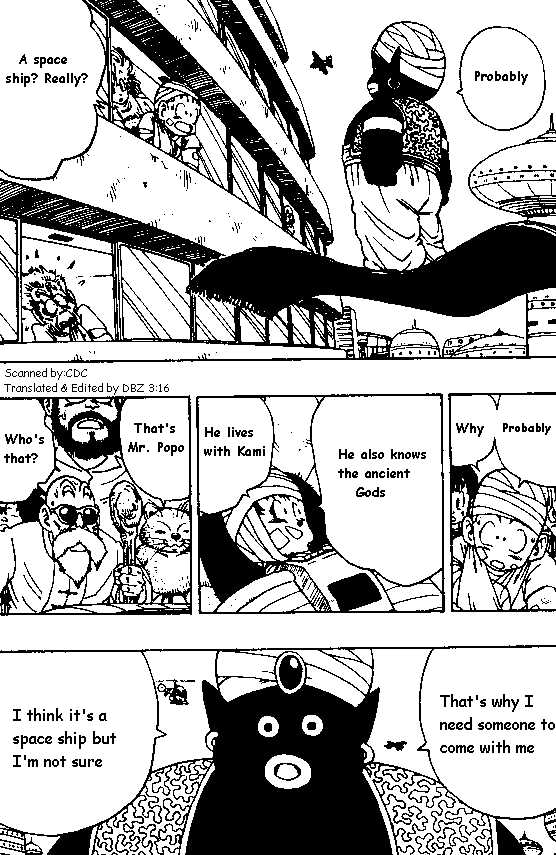 A space
ship? Really?
Probably
Scanned by:CDC
Translated & Edited by DBZ 3:16
Who's
that?
That's
Mr. Popo
He lives
with Kami
He also knows
the ancient
Gods
Why
Probably
I think it's a
space ship but
I'm not sure
That's why I
need someone to
come with me